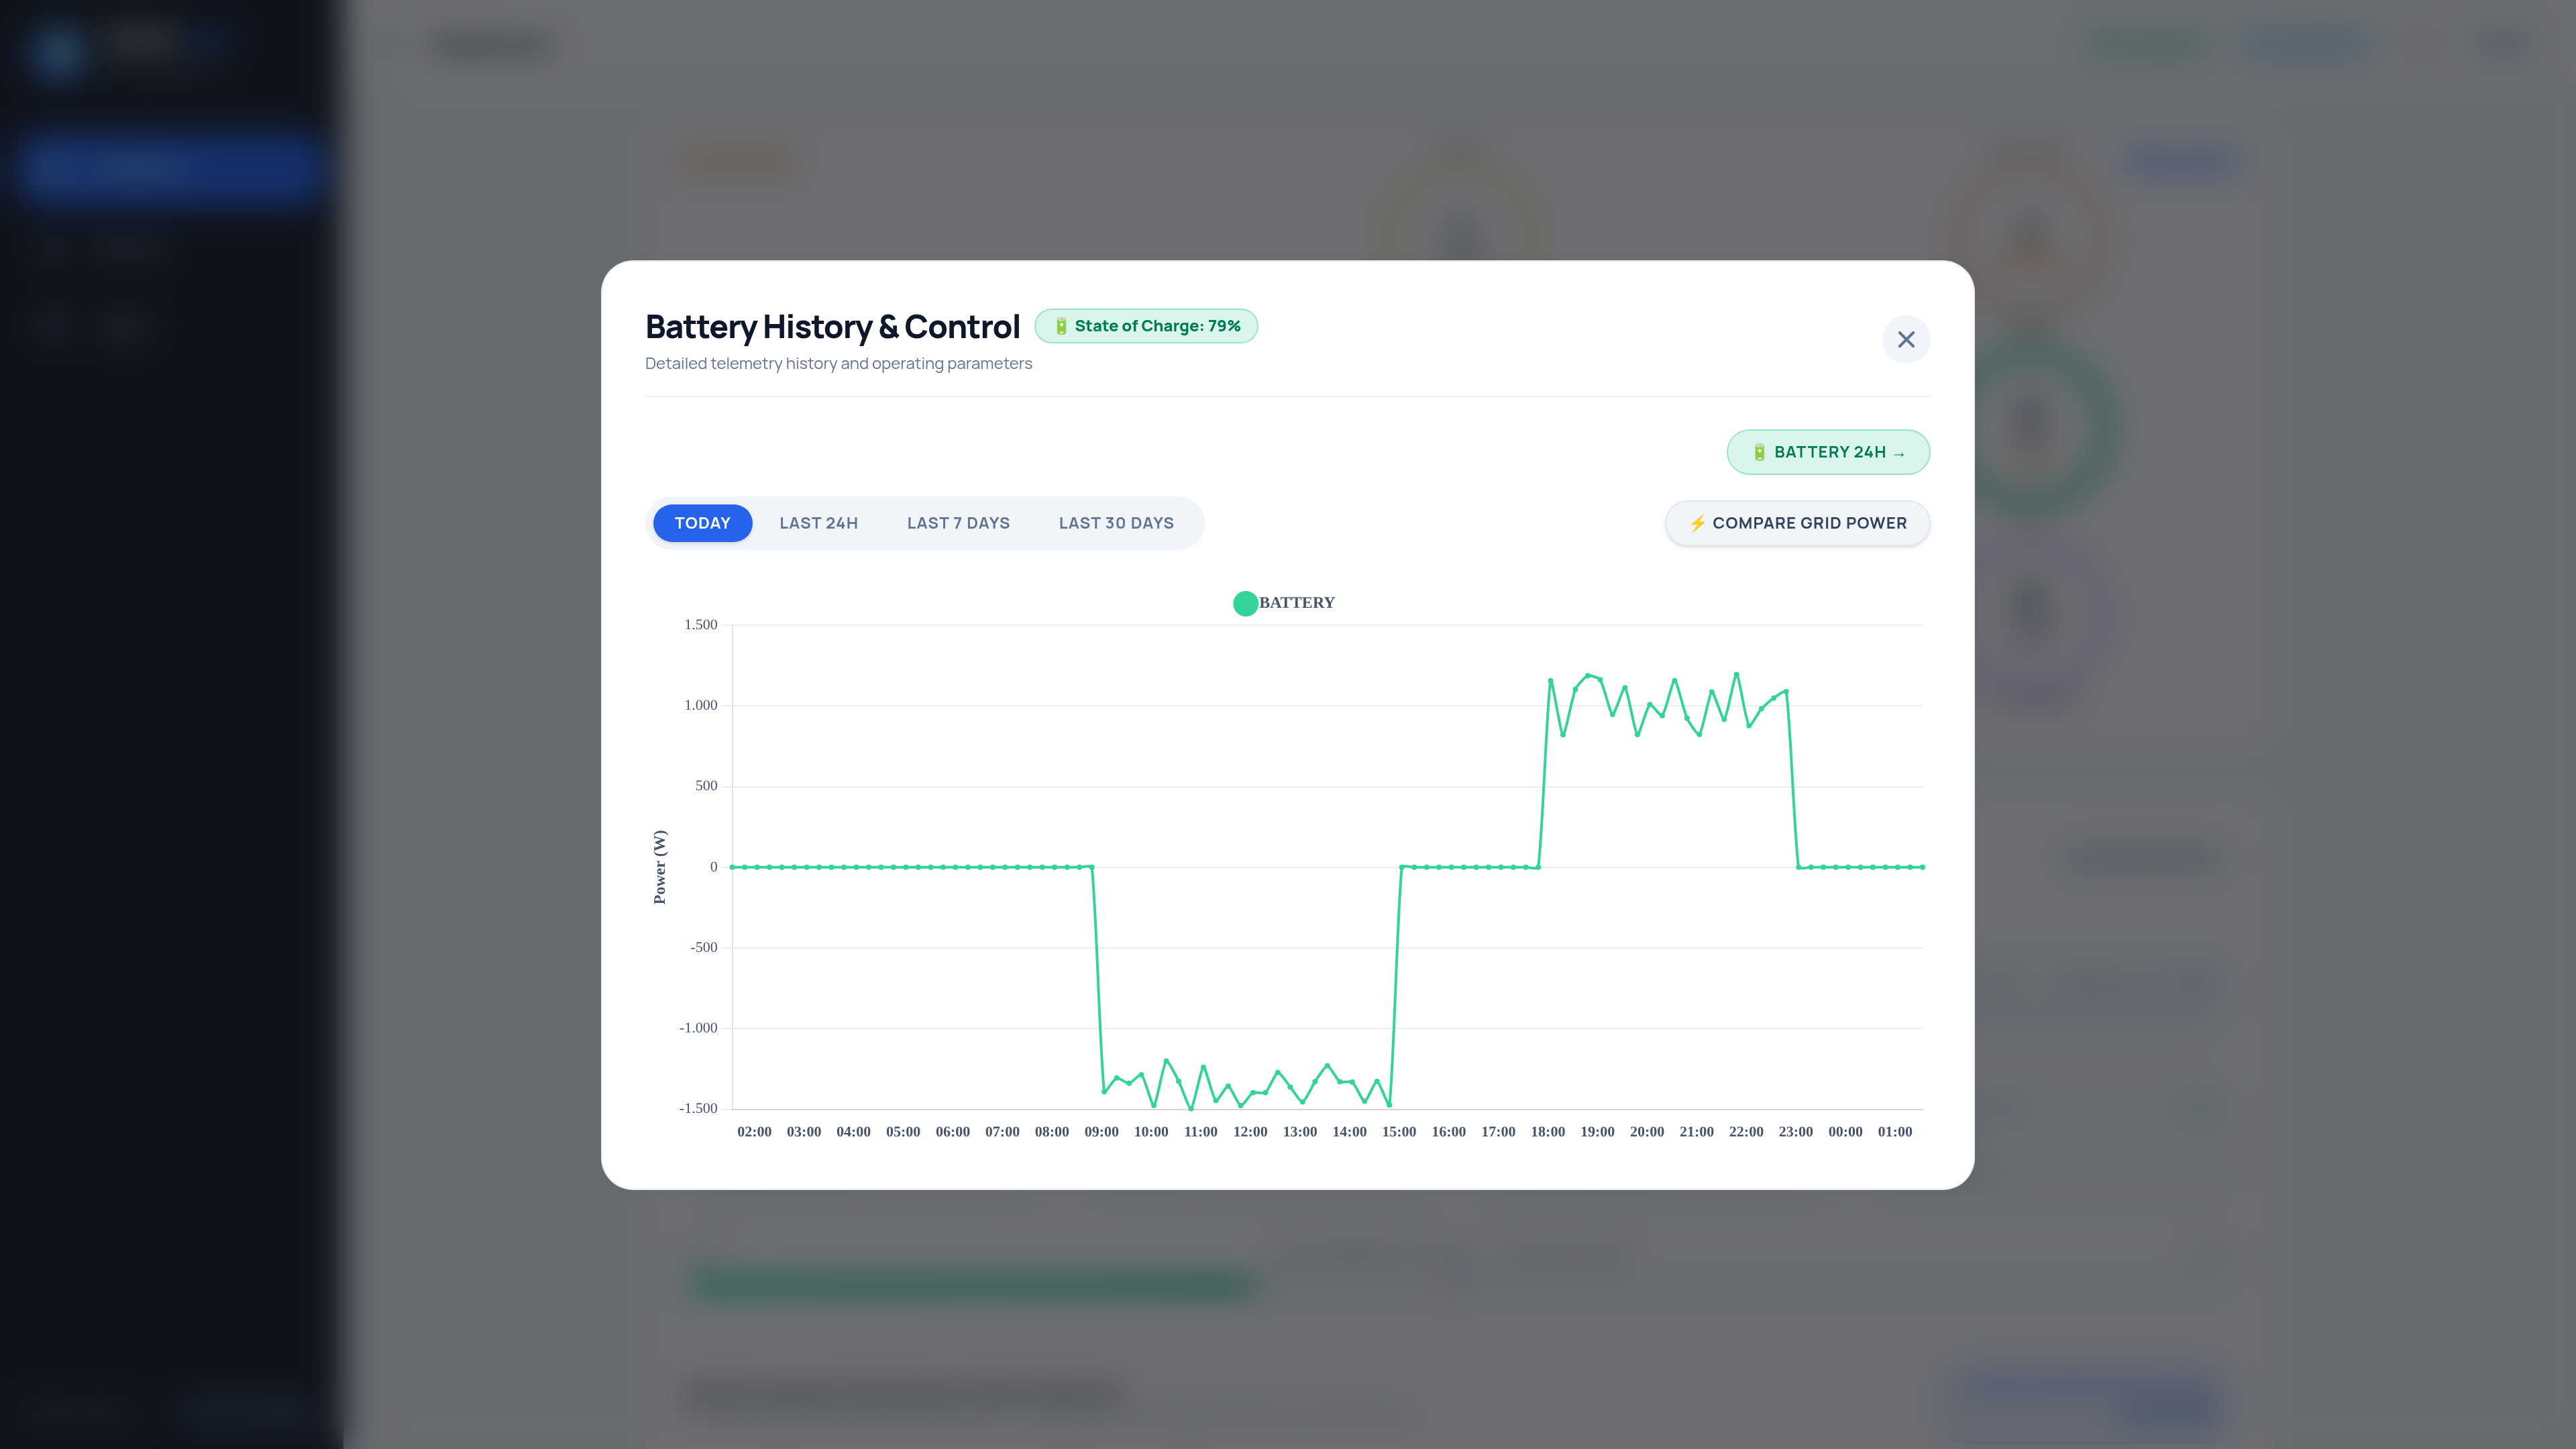 Battery History & Control
🔋 State of Charge: 79%
Detailed telemetry history and operating parameters
🔋 BATTERY 24H →
TODAY LAST 24H LAST 7 DAYS LAST 30 DAYS
⚡ COMPARE GRID POWER
BATTERY
Power (W)
1.500
1.000
500
0
-500
-1.000
-1.500
02:00 03:00 04:00 05:00 06:00 07:00 08:00 09:00 10:00 11:00 12:00 13:00 14:00 15:00 16:00 17:00 18:00 19:00 20:00 21:00 22:00 23:00 00:00 01:00